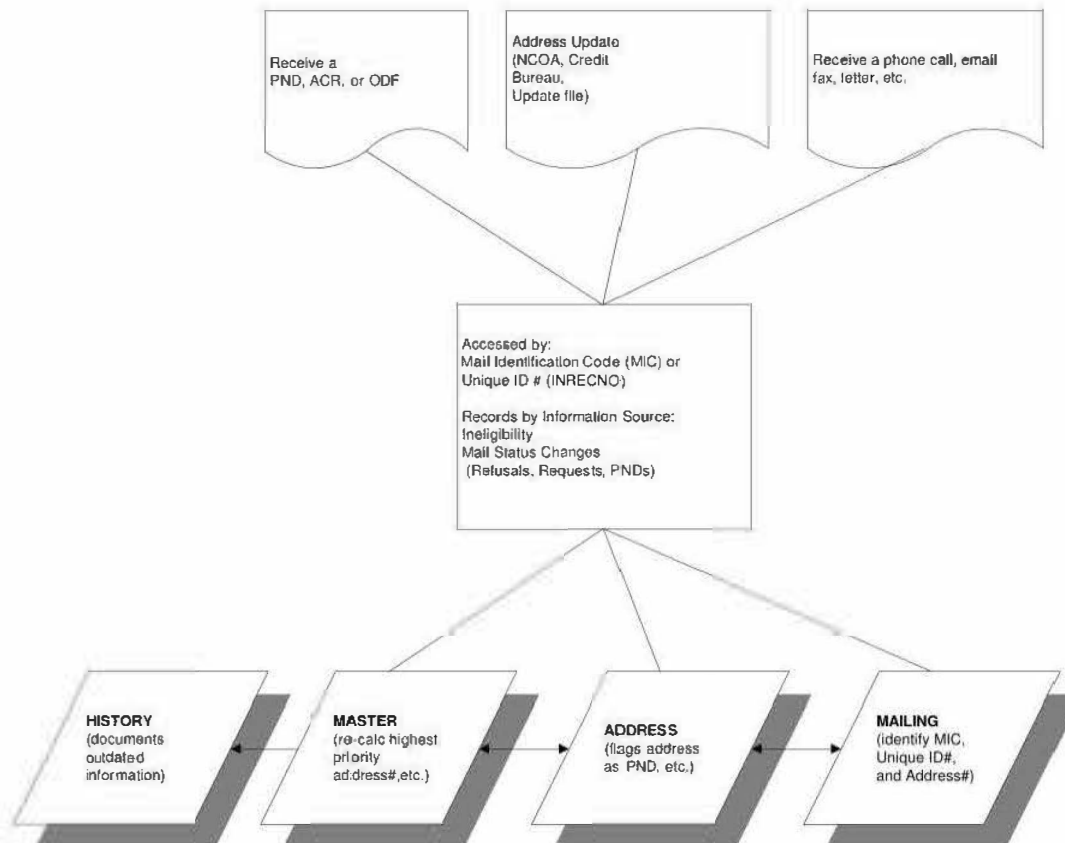 Receive a
PND, ACR, or ODF
Address Update
(NCOA, Credit
Bureau,
Update file)
Receive a phone call, email
fax, letter, etc.
Accessed by:
Mail Identification Code (MIC) or
Unique ID # (INRECNO)
Records by Information Source:
Ineligibility
Mail Status Changes
(Refusals, Requests, PNDs)
HISTORY
(documents
outdated
information)
MASTER
(re-calc highest
priority
address#,etc.)
ADDRESS
(flags address
as PND, etc.)
MAILING
(identify MIC,
Unique ID#,
and Address#)